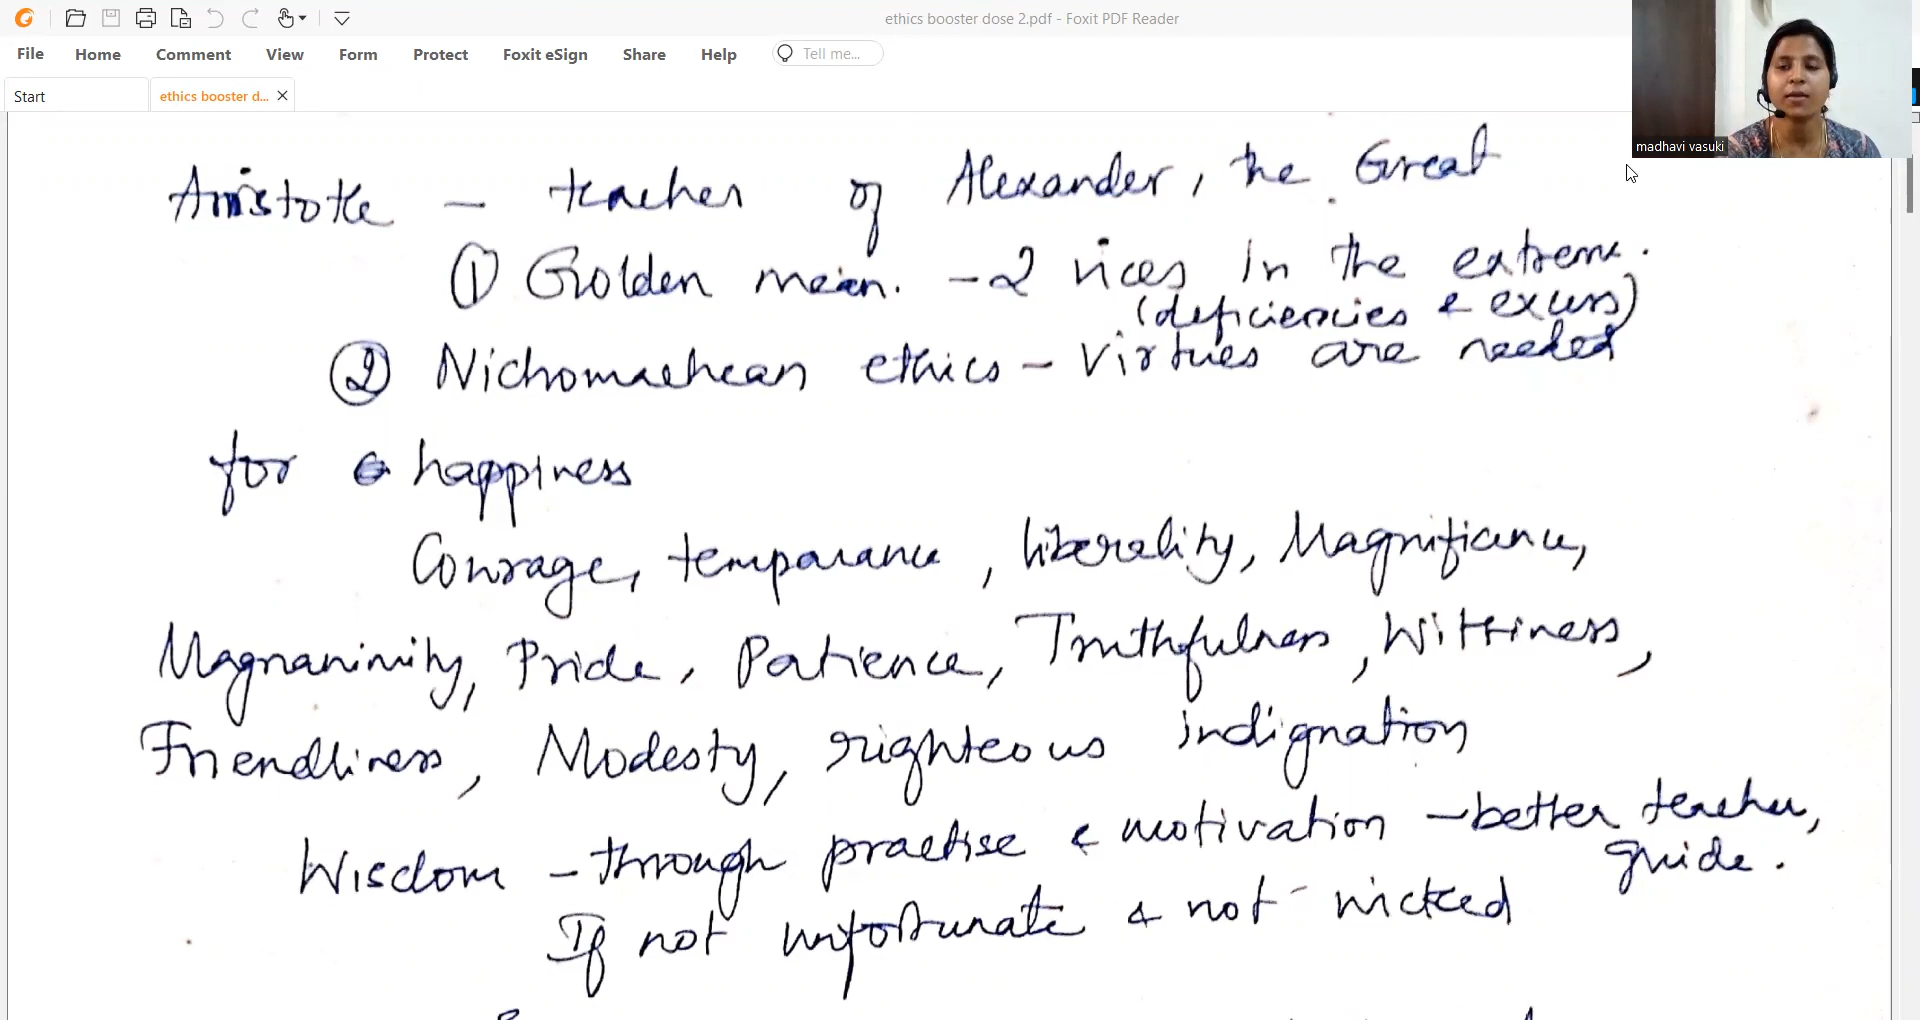 ethics booster dose 2.pdf - Foxit PDF Reader
File Home Comment View Form Protect Foxit eSign Share Help Tell me...
Start ethics booster d...
madhavi vasuki
Aristotle - teacher of Alexander, the Great
① Golden mean. - 2 vices in the extreme.
(deficiencies & excess)
② Nichomachean ethics - Virtues are needed
for happiness
Courage, temparance, liberality, Magnificance,
Magnanimity, Pride, Patience, Truthfulness, Wittiness,
Friendliness, Modesty, righteous indignation
Wisdom - through practise & motivation - better teacher,
guide.
If not unfortunate & not wicked